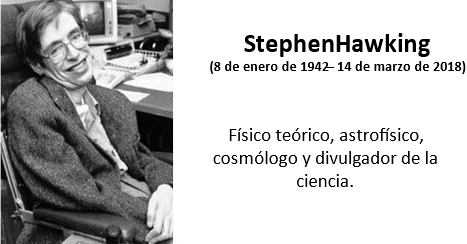 StephenHawking
(8 de enero de 1942– 14 de marzo de 2018)
Físico teórico, astrofísico,
cosmólogo y divulgador de la
ciencia.